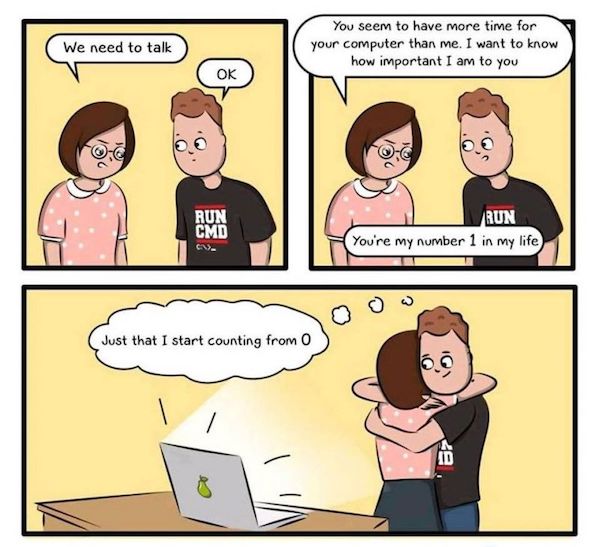 We need to talk
OK
RUN
CMD
C:\>_
You seem to have more time for
your computer than me. I want to know
how important I am to you
RUN
You're my number 1 in my life
Just that I start counting from 0